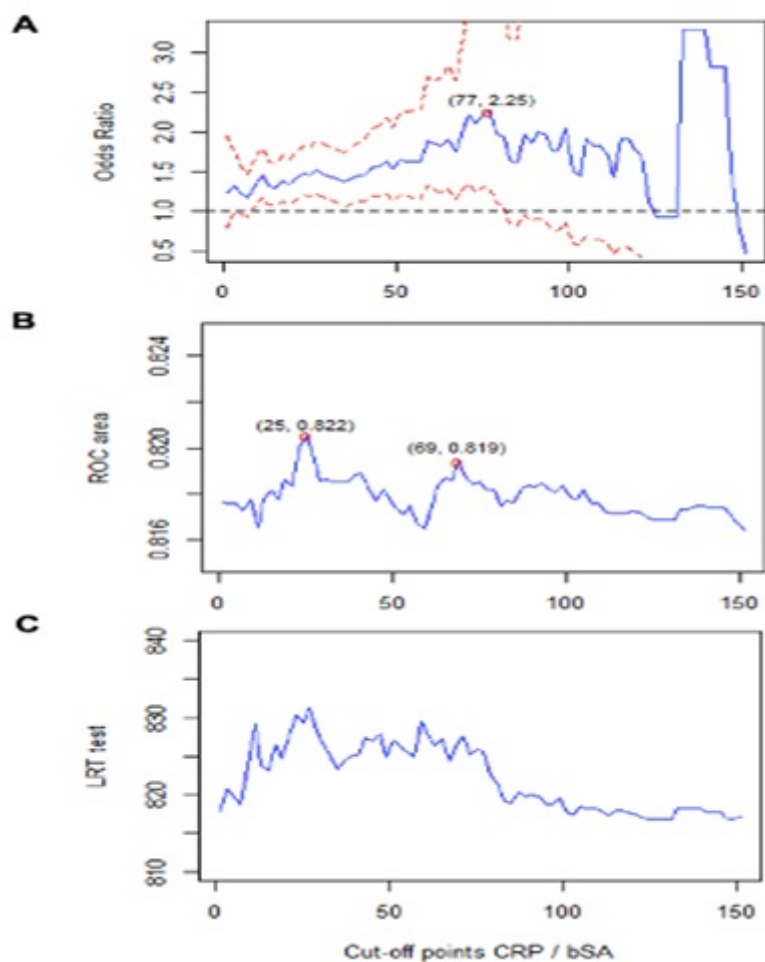 A
Odds Ratio
3.0
2.5
2.0
1.5
1.0
0.5
(77, 2.25)
0 50 100 150
B
ROC area
0.824
0.820
0.816
(25, 0.822)
(69, 0.819)
0 50 100 150
C
LRT test
840
830
820
810
0 50 100 150
Cut-off points CRP / bSA